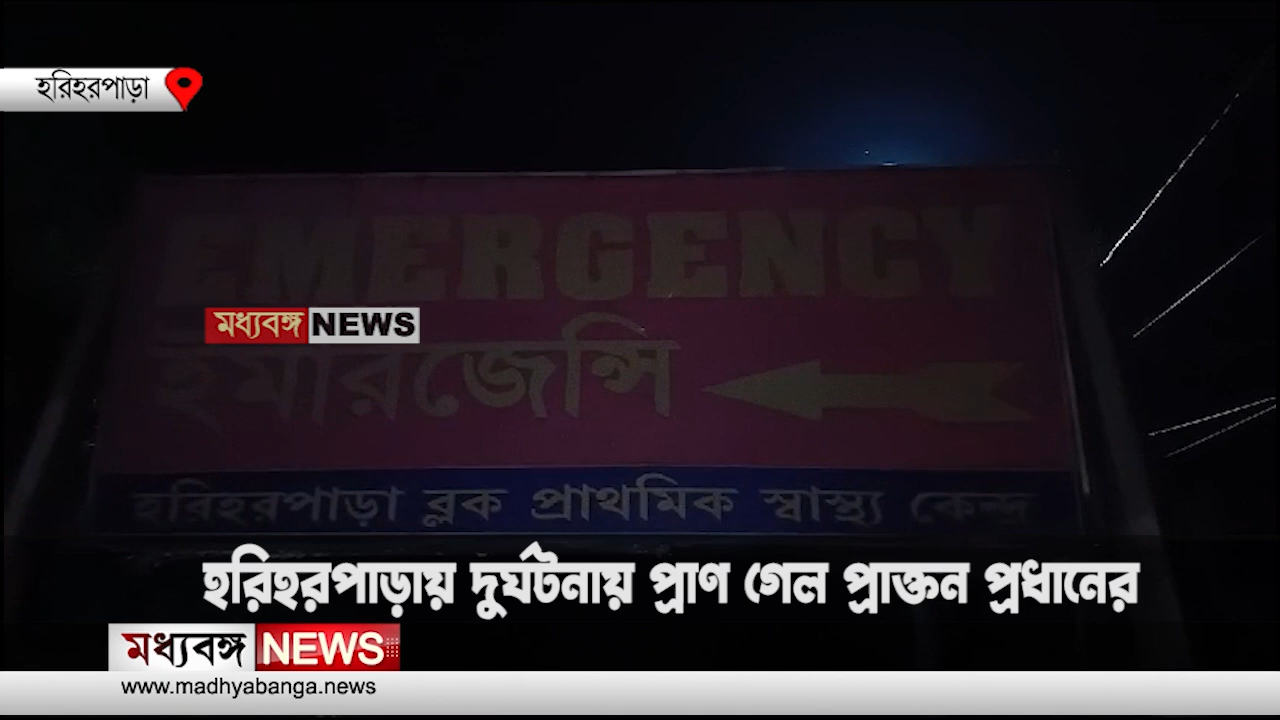 হরিহরপাড়া
EMERGENCY
মধ্যবঙ্গ NEWS
ইমারজেন্সি
হরিহরপাড়া ব্লক প্রাথমিক স্বাস্থ্য কেন্দ্র
হরিহরপাড়ায় দুর্ঘটনায় প্রাণ গেল প্রাক্তন প্রধানের
মধ্যবঙ্গ NEWS
www.madhyabanga.news